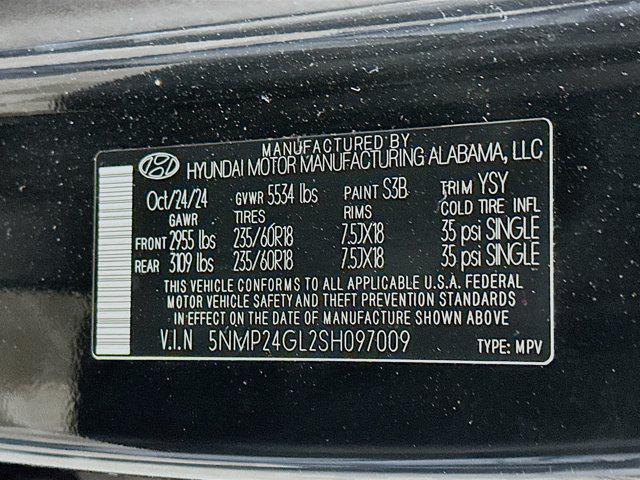 MANUFACTURED BY
HYUNDAI MOTOR MANUFACTURING ALABAMA, LLC
Oct/24/24 GVWR 5534 lbs PAINT S3B TRIM YSY
GAWR TIRES RIMS COLD TIRE INFL
FRONT 2955 lbs 235/60R18 7.5JX18 35 psi SINGLE
REAR 3109 lbs 235/60R18 7.5JX18 35 psi SINGLE
THIS VEHICLE CONFORMS TO ALL APPLICABLE U.S.A. FEDERAL
MOTOR VEHICLE SAFETY AND THEFT PREVENTION STANDARDS
IN EFFECT ON THE DATE OF MANUFACTURE SHOWN ABOVE
V.I.N 5NMP24GL2SH097009 TYPE: MPV